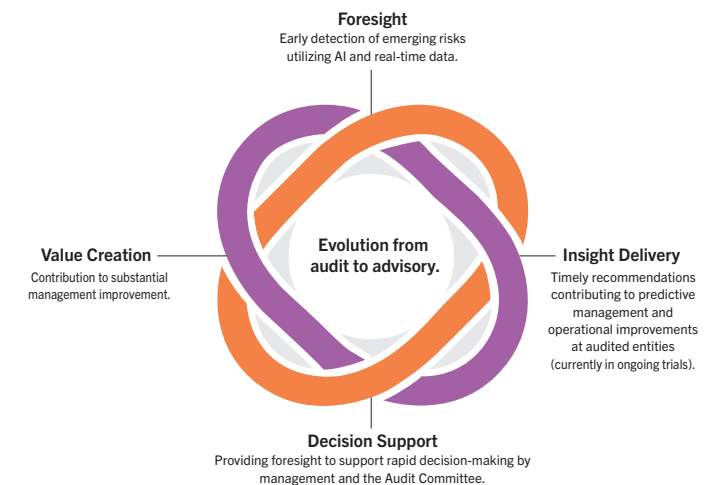 Foresight
Early detection of emerging risks
utilizing AI and real-time data.
Value Creation
Contribution to substantial
management improvement.
Evolution from
audit to advisory.
Insight Delivery
Timely recommendations
contributing to predictive
management and
operational improvements
at audited entities
(currently in ongoing trials).
Decision Support
Providing foresight to support rapid decision-making by
management and the Audit Committee.